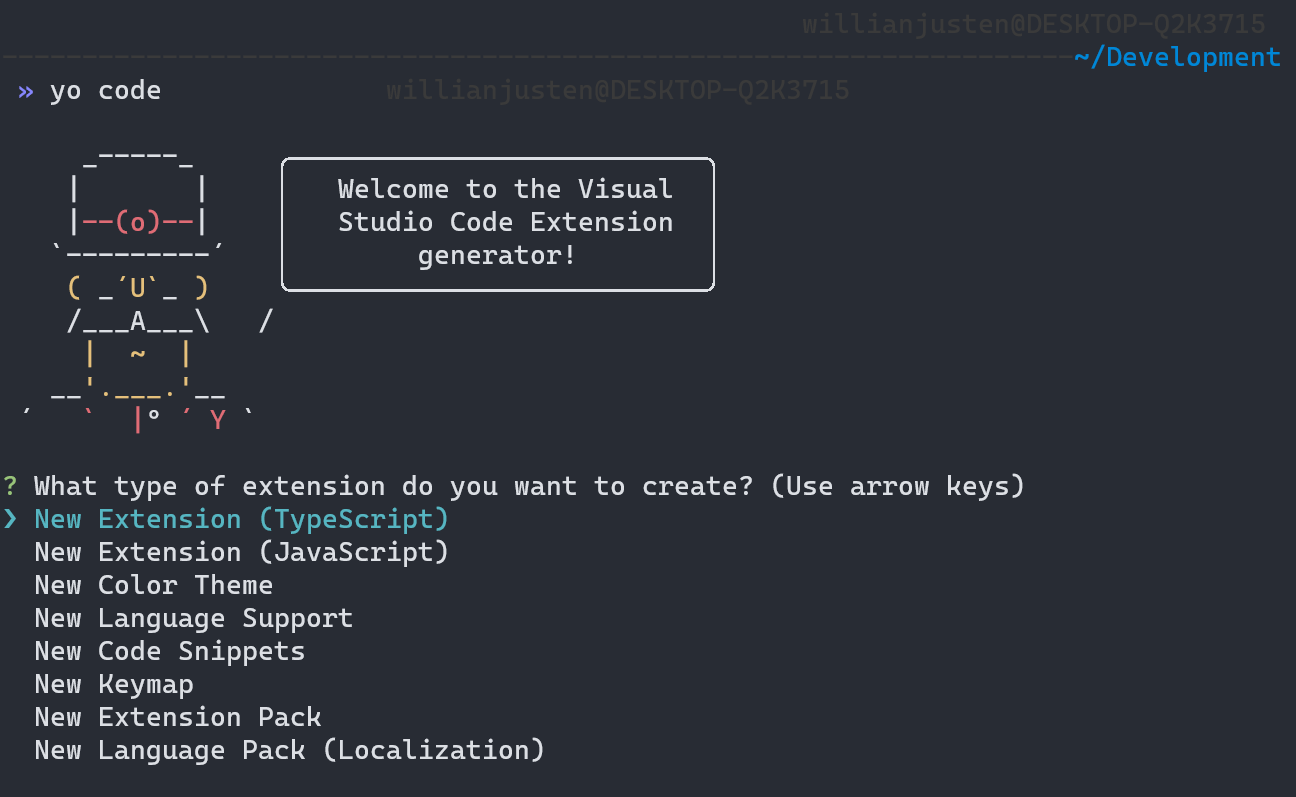 willianjusten@DESKTOP-Q2K3715
~/Development
» yo code willianjusten@DESKTOP-Q2K3715
     _-----_
    |       |
    |--(o)--|
   `---------´
    ( _´U`_ )
    /___A___\   /
     |  ~  |
   __'.___.'__
 ´   `  |° ´ Y `
Welcome to the Visual
Studio Code Extension
generator!
? What type of extension do you want to create? (Use arrow keys)
❯ New Extension (TypeScript)
New Extension (JavaScript)
New Color Theme
New Language Support
New Code Snippets
New Keymap
New Extension Pack
New Language Pack (Localization)